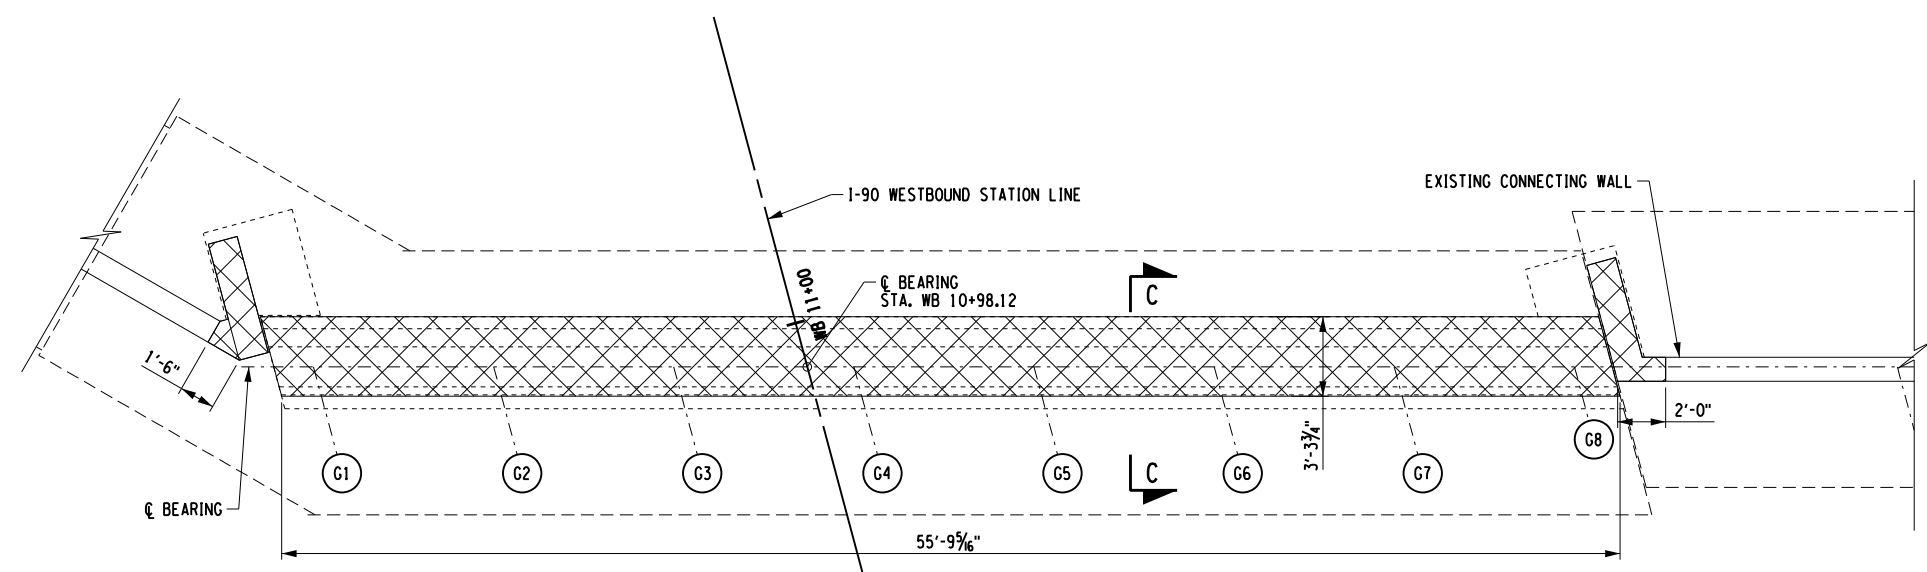 I-90 WESTBOUND STATION LINE
EXISTING CONNECTING WALL
WB 11+00
℄ BEARING
STA. WB 10+98.12
C
1'-6"
2'-0"
3'-3¾"
G1
G2
G3
G4
G5
G6
G7
G8
C
℄ BEARING
55'-9⁵⁄₁₆"